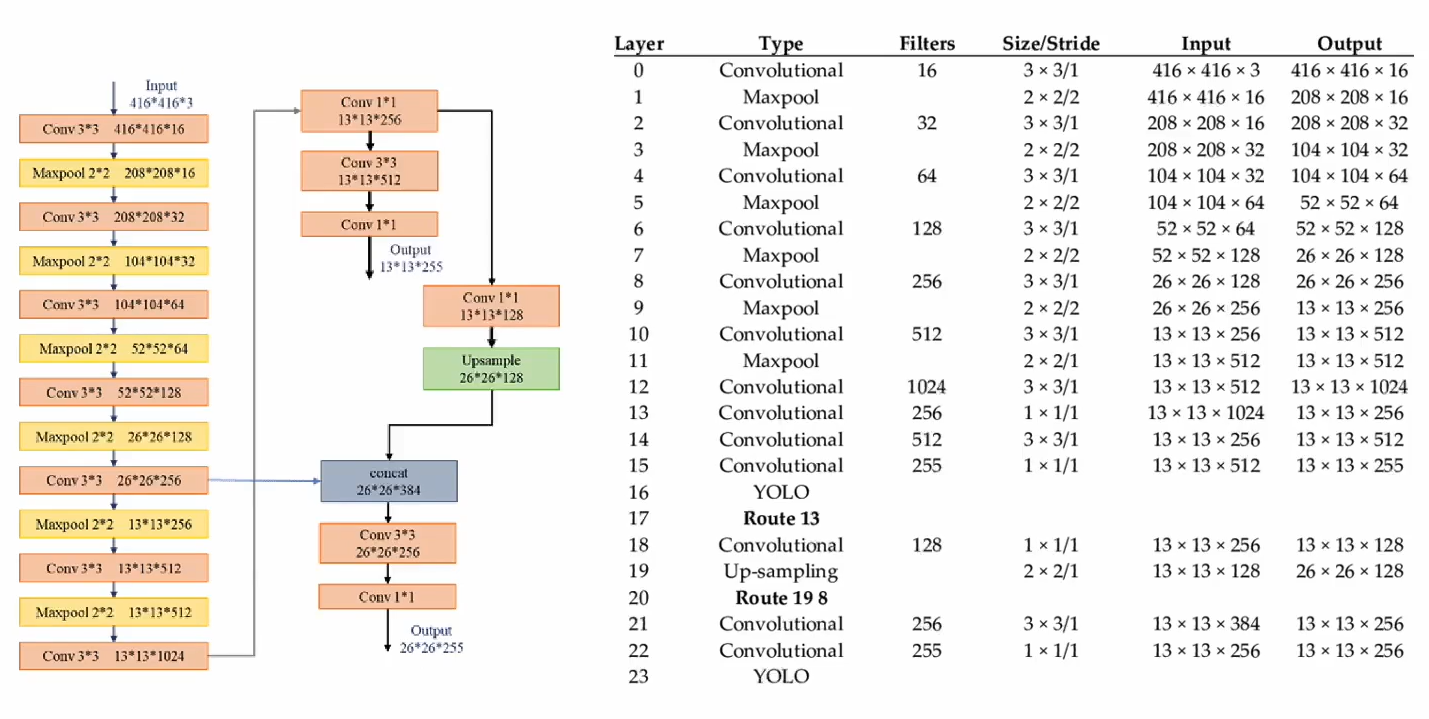 Input
416*416*3
Conv 3*3 416*416*16
Maxpool 2*2 208*208*16
Conv 3*3 208*208*32
Maxpool 2*2 104*104*32
Conv 3*3 104*104*64
Maxpool 2*2 52*52*64
Conv 3*3 52*52*128
Maxpool 2*2 26*26*128
Conv 3*3 26*26*256
Maxpool 2*2 13*13*256
Conv 3*3 13*13*512
Maxpool 2*2 13*13*512
Conv 3*3 13*13*1024
Conv 1*1
13*13*256
Conv 3*3
13*13*512
Conv 1*1
Output
13*13*255
Conv 1*1
13*13*128
Upsample
26*26*128
concat
26*26*384
Conv 3*3
26*26*256
Conv 1*1
Output
26*26*255
Layer Type Filters Size/Stride Input Output
0 Convolutional 16 3 × 3/1 416 × 416 × 3 416 × 416 × 16
1 Maxpool 2 × 2/2 416 × 416 × 16 208 × 208 × 16
2 Convolutional 32 3 × 3/1 208 × 208 × 16 208 × 208 × 32
3 Maxpool 2 × 2/2 208 × 208 × 32 104 × 104 × 32
4 Convolutional 64 3 × 3/1 104 × 104 × 32 104 × 104 × 64
5 Maxpool 2 × 2/2 104 × 104 × 64 52 × 52 × 64
6 Convolutional 128 3 × 3/1 52 × 52 × 64 52 × 52 × 128
7 Maxpool 2 × 2/2 52 × 52 × 128 26 × 26 × 128
8 Convolutional 256 3 × 3/1 26 × 26 × 128 26 × 26 × 256
9 Maxpool 2 × 2/2 26 × 26 × 256 13 × 13 × 256
10 Convolutional 512 3 × 3/1 13 × 13 × 256 13 × 13 × 512
11 Maxpool 2 × 2/1 13 × 13 × 512 13 × 13 × 512
12 Convolutional 1024 3 × 3/1 13 × 13 × 512 13 × 13 × 1024
13 Convolutional 256 1 × 1/1 13 × 13 × 1024 13 × 13 × 256
14 Convolutional 512 3 × 3/1 13 × 13 × 256 13 × 13 × 512
15 Convolutional 255 1 × 1/1 13 × 13 × 512 13 × 13 × 255
16 YOLO
17 Route 13
18 Convolutional 128 1 × 1/1 13 × 13 × 256 13 × 13 × 128
19 Up-sampling 2 × 2/1 13 × 13 × 128 26 × 26 × 128
20 Route 19 8
21 Convolutional 256 3 × 3/1 13 × 13 × 384 13 × 13 × 256
22 Convolutional 255 1 × 1/1 13 × 13 × 256 13 × 13 × 256
23 YOLO